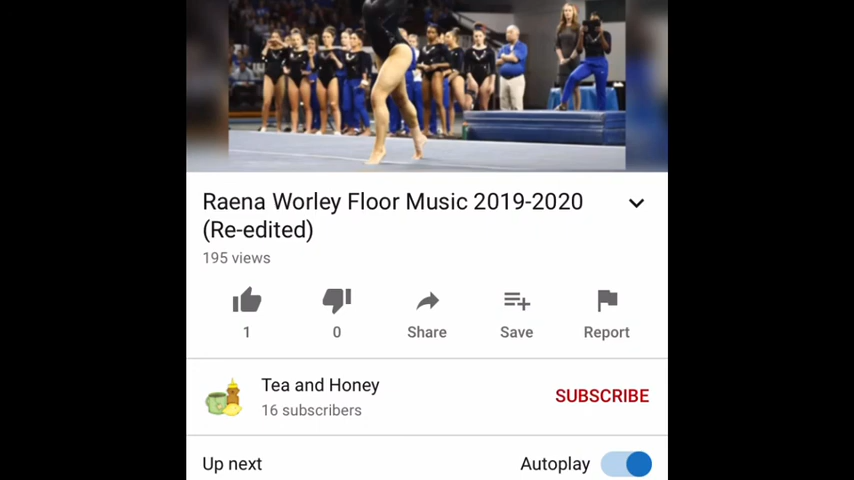 Raena Worley Floor Music 2019-2020
(Re-edited)
195 views
1
0
Share
Save
Report
Tea and Honey
16 subscribers
SUBSCRIBE
Up next
Autoplay